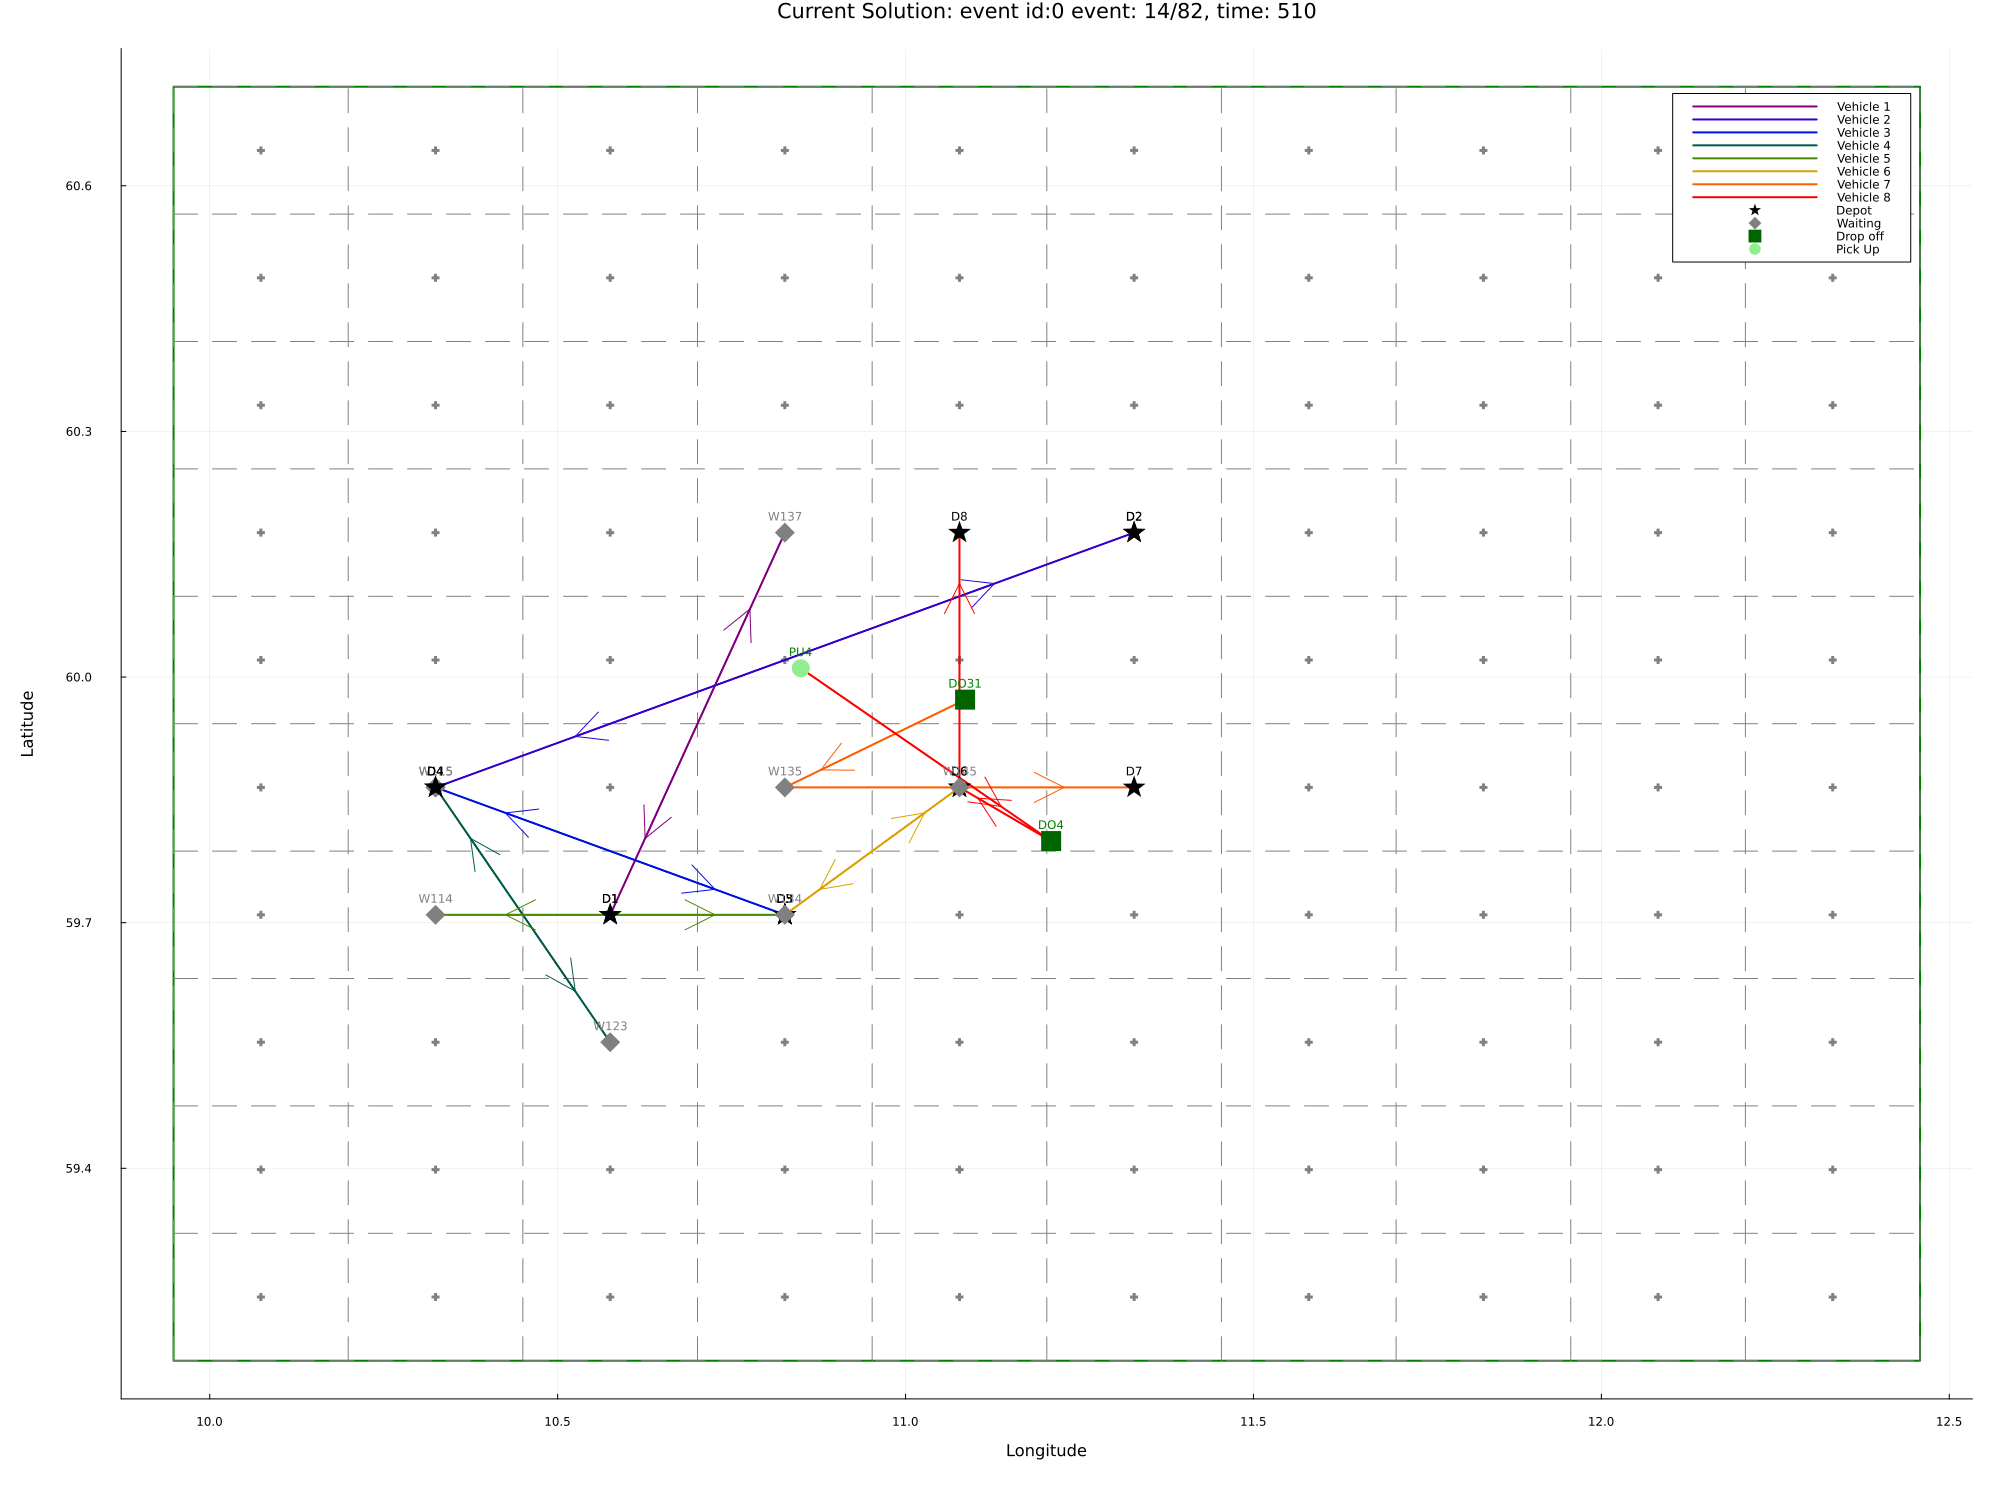 Current Solution: event id:0 event: 14/82, time: 510
Vehicle 1
Vehicle 2
Vehicle 3
Vehicle 4
Vehicle 5
Vehicle 6
Vehicle 7
Vehicle 8
Depot
Waiting
Drop off
Pick Up
60.6
60.3
60.0
59.7
59.4
Latitude
W137
D8
D2
PU4
DO31
D4
W135
D6
D7
DO4
W114
D1
W123
10.0
10.5
11.0
11.5
12.0
12.5
Longitude